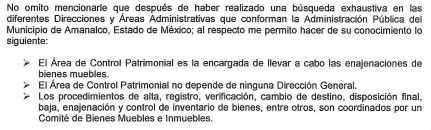 No omito mencionarle que después de haber realizado una búsqueda exhaustiva en las
diferentes Direcciones y Áreas Administrativas que conforman la Administración Pública del
Municipio de Amanalco, Estado de México; al respecto me permito hacer de su conocimiento lo
siguiente:
➢ El Área de Control Patrimonial es la encargada de llevar a cabo las enajenaciones de
bienes muebles.
➢ El Área de Control Patrimonial no depende de ninguna Dirección General.
➢ Los procedimientos de alta, registro, verificación, cambio de destino, disposición final,
baja, enajenación y control de inventario de bienes, entre otros, son coordinados por un
Comité de Bienes Muebles e Inmuebles.